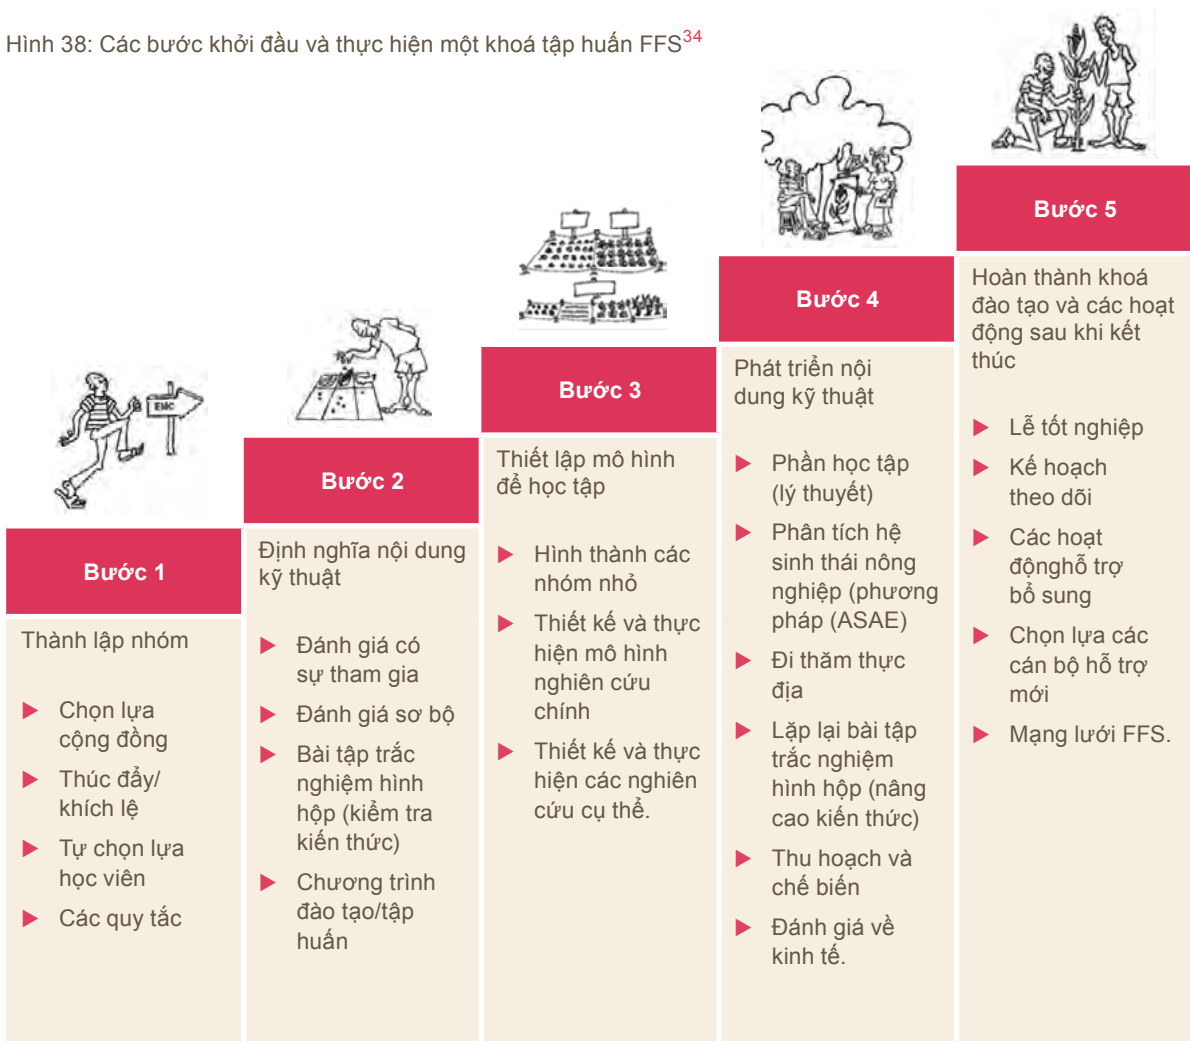 Hình 38: Các bước khởi đầu và thực hiện một khoá tập huấn FFS34
EMC
Bước 1
Thành lập nhóm
Chọn lựa
cộng đồng
Thúc đẩy/
khích lệ
Tự chọn lựa
học viên
Các quy tắc
Bước 2
Định nghĩa nội dung
kỹ thuật
Đánh giá có
sự tham gia
Đánh giá sơ bộ
Bài tập trắc
nghiệm hình
hộp (kiểm tra
kiến thức)
Chương trình
đào tạo/tập
huấn
Bước 3
Thiết lập mô hình
để học tập
Hình thành các
nhóm nhỏ
Thiết kế và thực
hiện mô hình
nghiên cứu
chính
Thiết kế và thực
hiện các nghiên
cứu cụ thể.
Bước 4
Phát triển nội
dung kỹ thuật
Phần học tập
(lý thuyết)
Phân tích hệ
sinh thái nông
nghiệp (phương
pháp (ASAE)
Đi thăm thực
địa
Lặp lại bài tập
trắc nghiệm
hình hộp (nâng
cao kiến thức)
Thu hoạch và
chế biến
Đánh giá về
kinh tế.
Bước 5
Hoàn thành khoá
đào tạo và các hoạt
động sau khi kết
thúc
Lễ tốt nghiệp
Kế hoạch
theo dõi
Các hoạt
độnghỗ trợ
bổ sung
Chọn lựa các
cán bộ hỗ trợ
mới
Mạng lưới FFS.